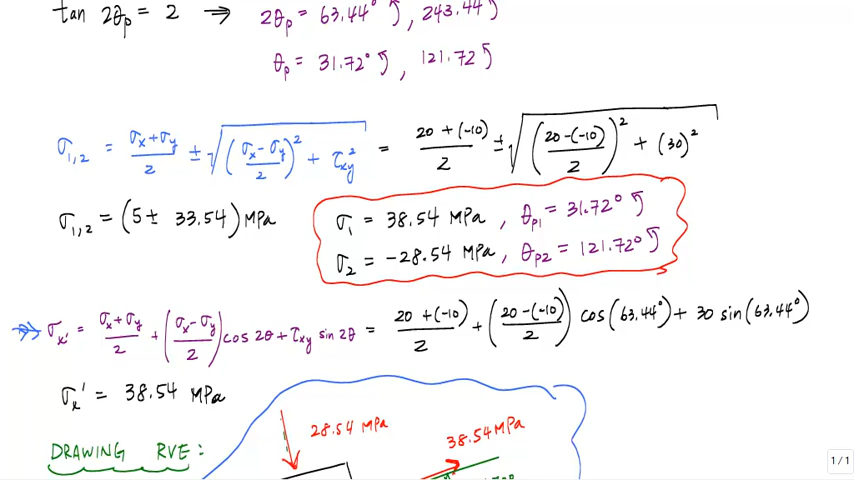 tan 2θp = 2 ⇒ 2θp = 63.44° ↺, 243.44° ↺
θp = 31.72° ↺, 121.72 ↺
σ1,2 = (σx+σy)/2 ± √(((σx−σy)/2)² + τxy²) = (20+(-10))/2 ± √(((20-(-10))/2)² + (30)²
σ1,2 = (5 ± 33.54) MPa
σ1 = 38.54 MPa, θp1 = 31.72° ↺
σ2 = -28.54 MPa, θp2 = 121.72° ↺
⇒ σx' = (σx+σy)/2 + ((σx−σy)/2) cos 2θ + τxy sin 2θ = (20+(-10))/2 + ((20-(-10))/2) cos(63.44°) + 30 sin(63.44°)
σx' = 38.54 MPa
28.54 MPa
38.54 MPa
DRAWING RVE:
1/1